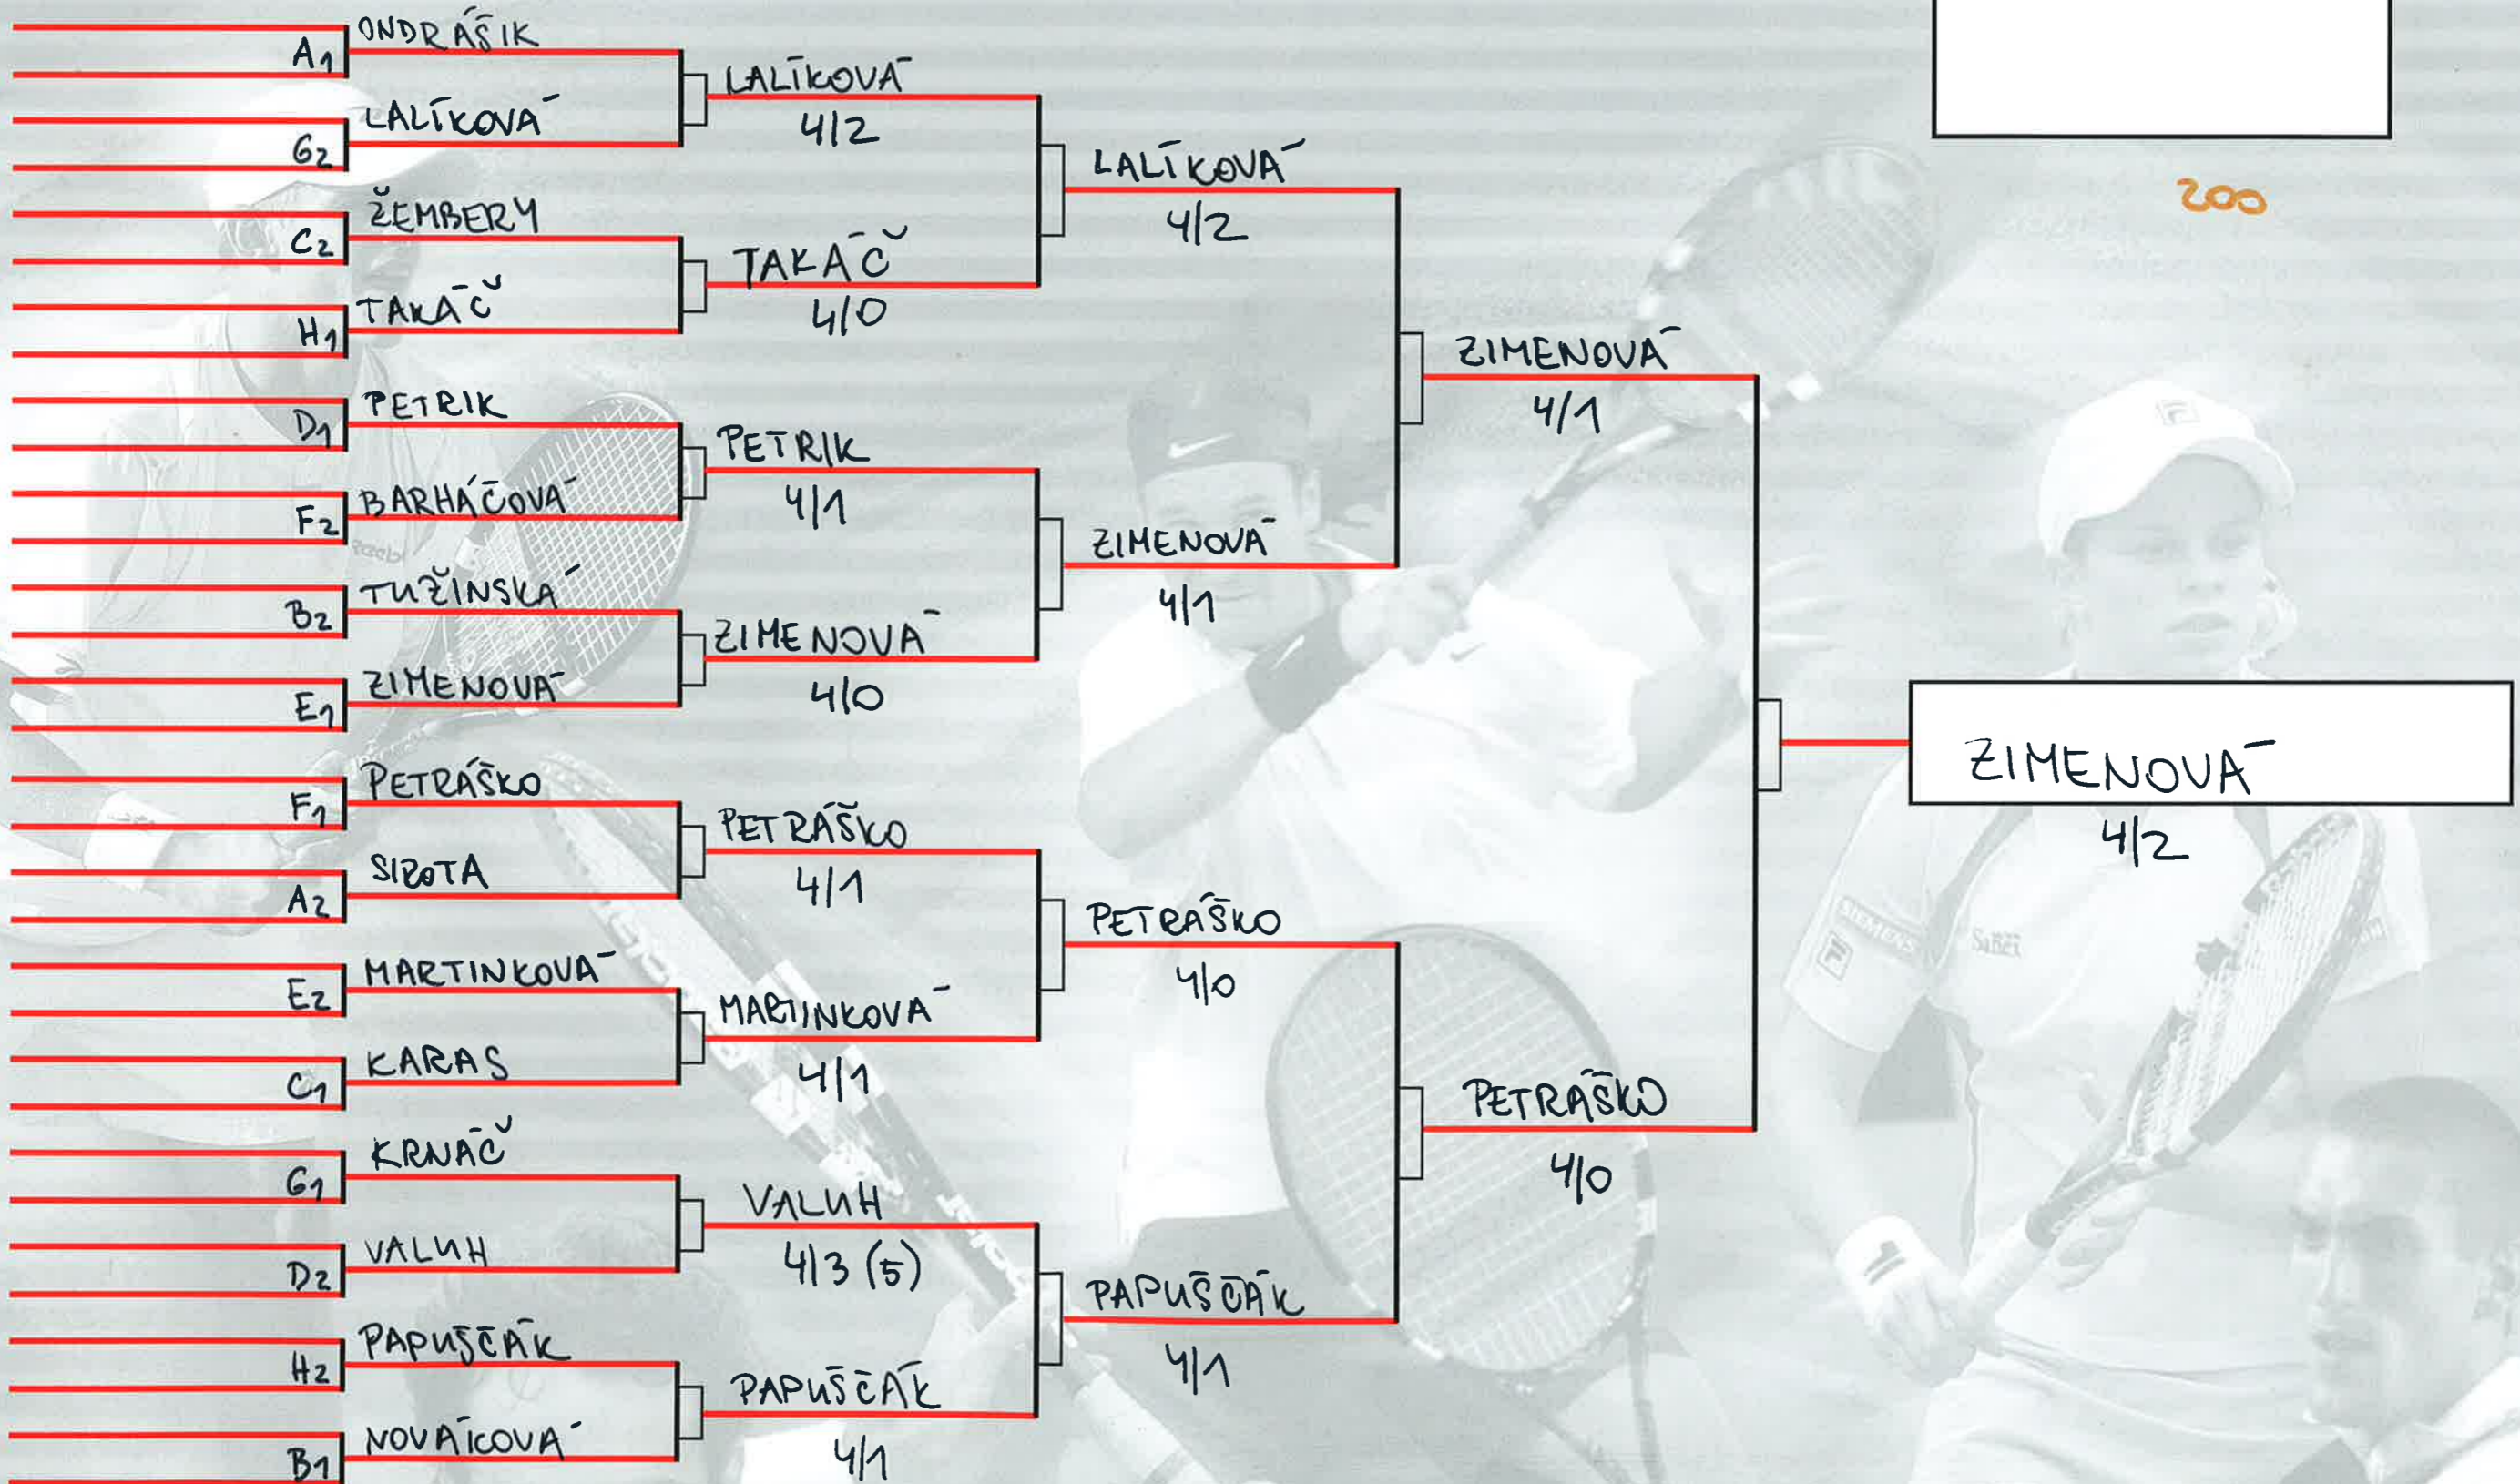 ONDRÁŠIK
A1
LALÍKOVÁ
G2
ŽEMBERY
C2
TAKÁČ
H1
PETRIK
D1
BARHÁČOVÁ
F2
TUŽINSKÁ
B2
ZIMENOVÁ
E1
PETRÁŠKO
F1
SIROTA
A2
MARTINKOVÁ
E2
KARAS
C1
KRNÁČ
G1
VALUH
D2
PAPUŠČÁK
H2
NOVÁKOVÁ
B1
LALÍKOVÁ
4/2
TAKÁČ
4/0
PETRIK
4/1
ZIMENOVÁ
4/0
PETRÁŠKO
4/1
MARTINKOVÁ
4/1
VALUH
4/3 (5)
PAPUŠČÁK
4/1
LALÍKOVÁ
4/2
ZIMENOVÁ
4/1
PETRÁŠKO
4/0
PAPUŠČÁK
4/1
ZIMENOVÁ
4/1
PETRÁŠKO
4/0
200
ZIMENOVÁ
4/2
SIEMENS